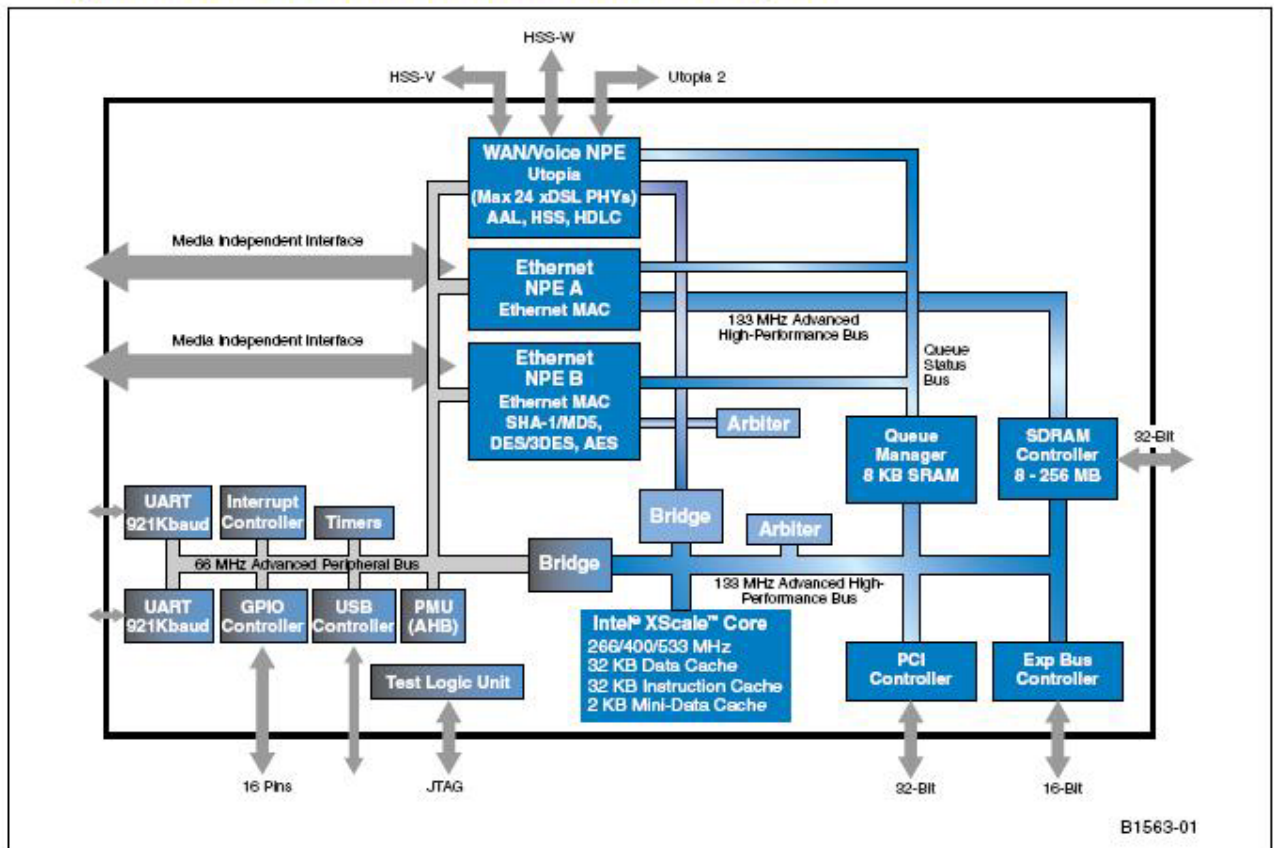 HSS-W
HSS-V
Utopia 2
WAN/Voice NPE
Utopia
(Max 24 xDSL PHYs)
AAL, HSS, HDLC
Media Independent Interface
Ethernet
NPE A
Ethernet MAC
133 MHz Advanced
High-Performance Bus
Media Independent Interface
Ethernet
NPE B
Ethernet MAC
SHA-1/MD5,
DES/3DES, AES
Queue
Status
Bus
Arbiter
Queue
Manager
8 KB SRAM
SDRAM
Controller
8 - 256 MB
32-Bit
UART
921Kbaud
Interrupt
Controller
Timers
Bridge
Arbiter
66 MHz Advanced Peripheral Bus
Bridge
133 MHz Advanced High-
Performance Bus
UART
921Kbaud
GPIO
Controller
USB
Controller
PMU
(AHB)
Intel® XScale™ Core
266/400/533 MHz
32 KB Data Cache
32 KB Instruction Cache
2 KB Mini-Data Cache
Test Logic Unit
PCI
Controller
Exp Bus
Controller
16 Pins
JTAG
32-Bit
16-Bit
B1563-01